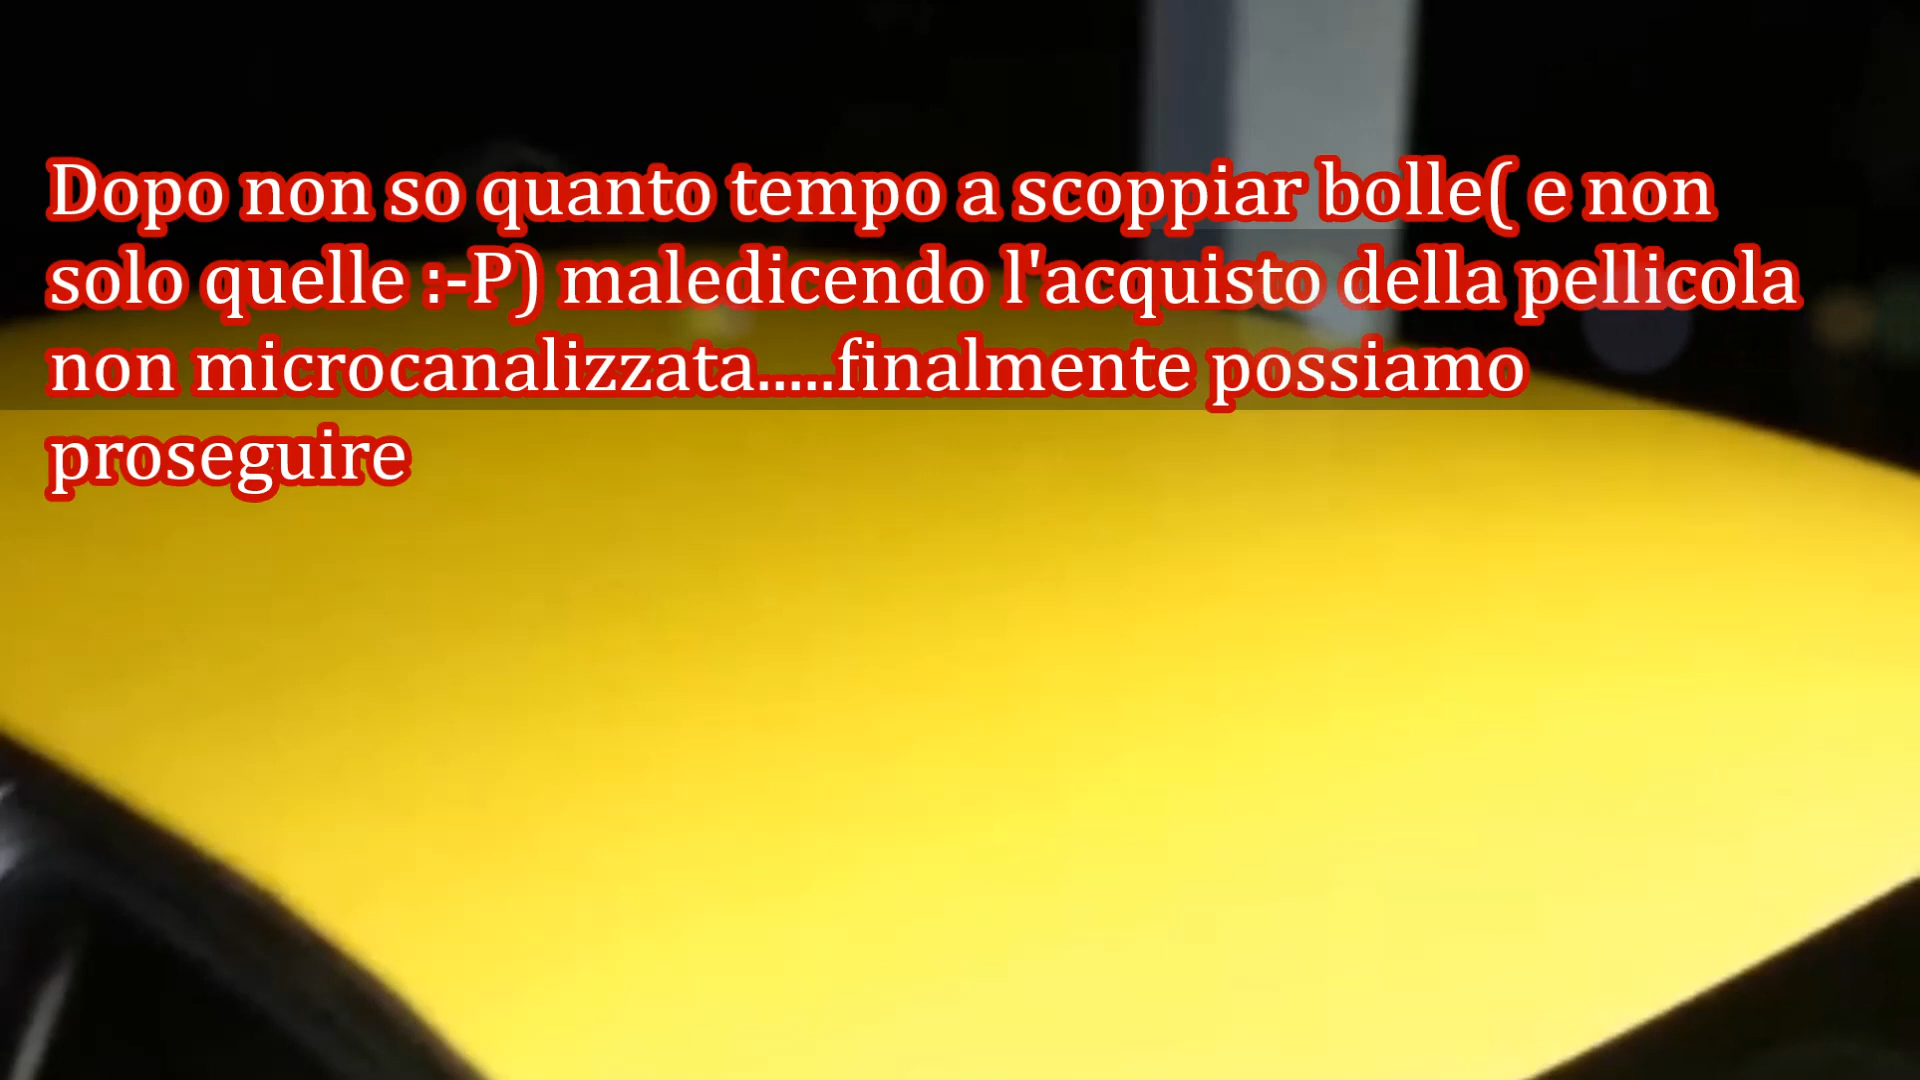 Dopo non so quanto tempo a scoppiar bolle( e non
solo quelle :-P) maledicendo l'acquisto della pellicola
non microcanalizzata.....finalmente possiamo
proseguire